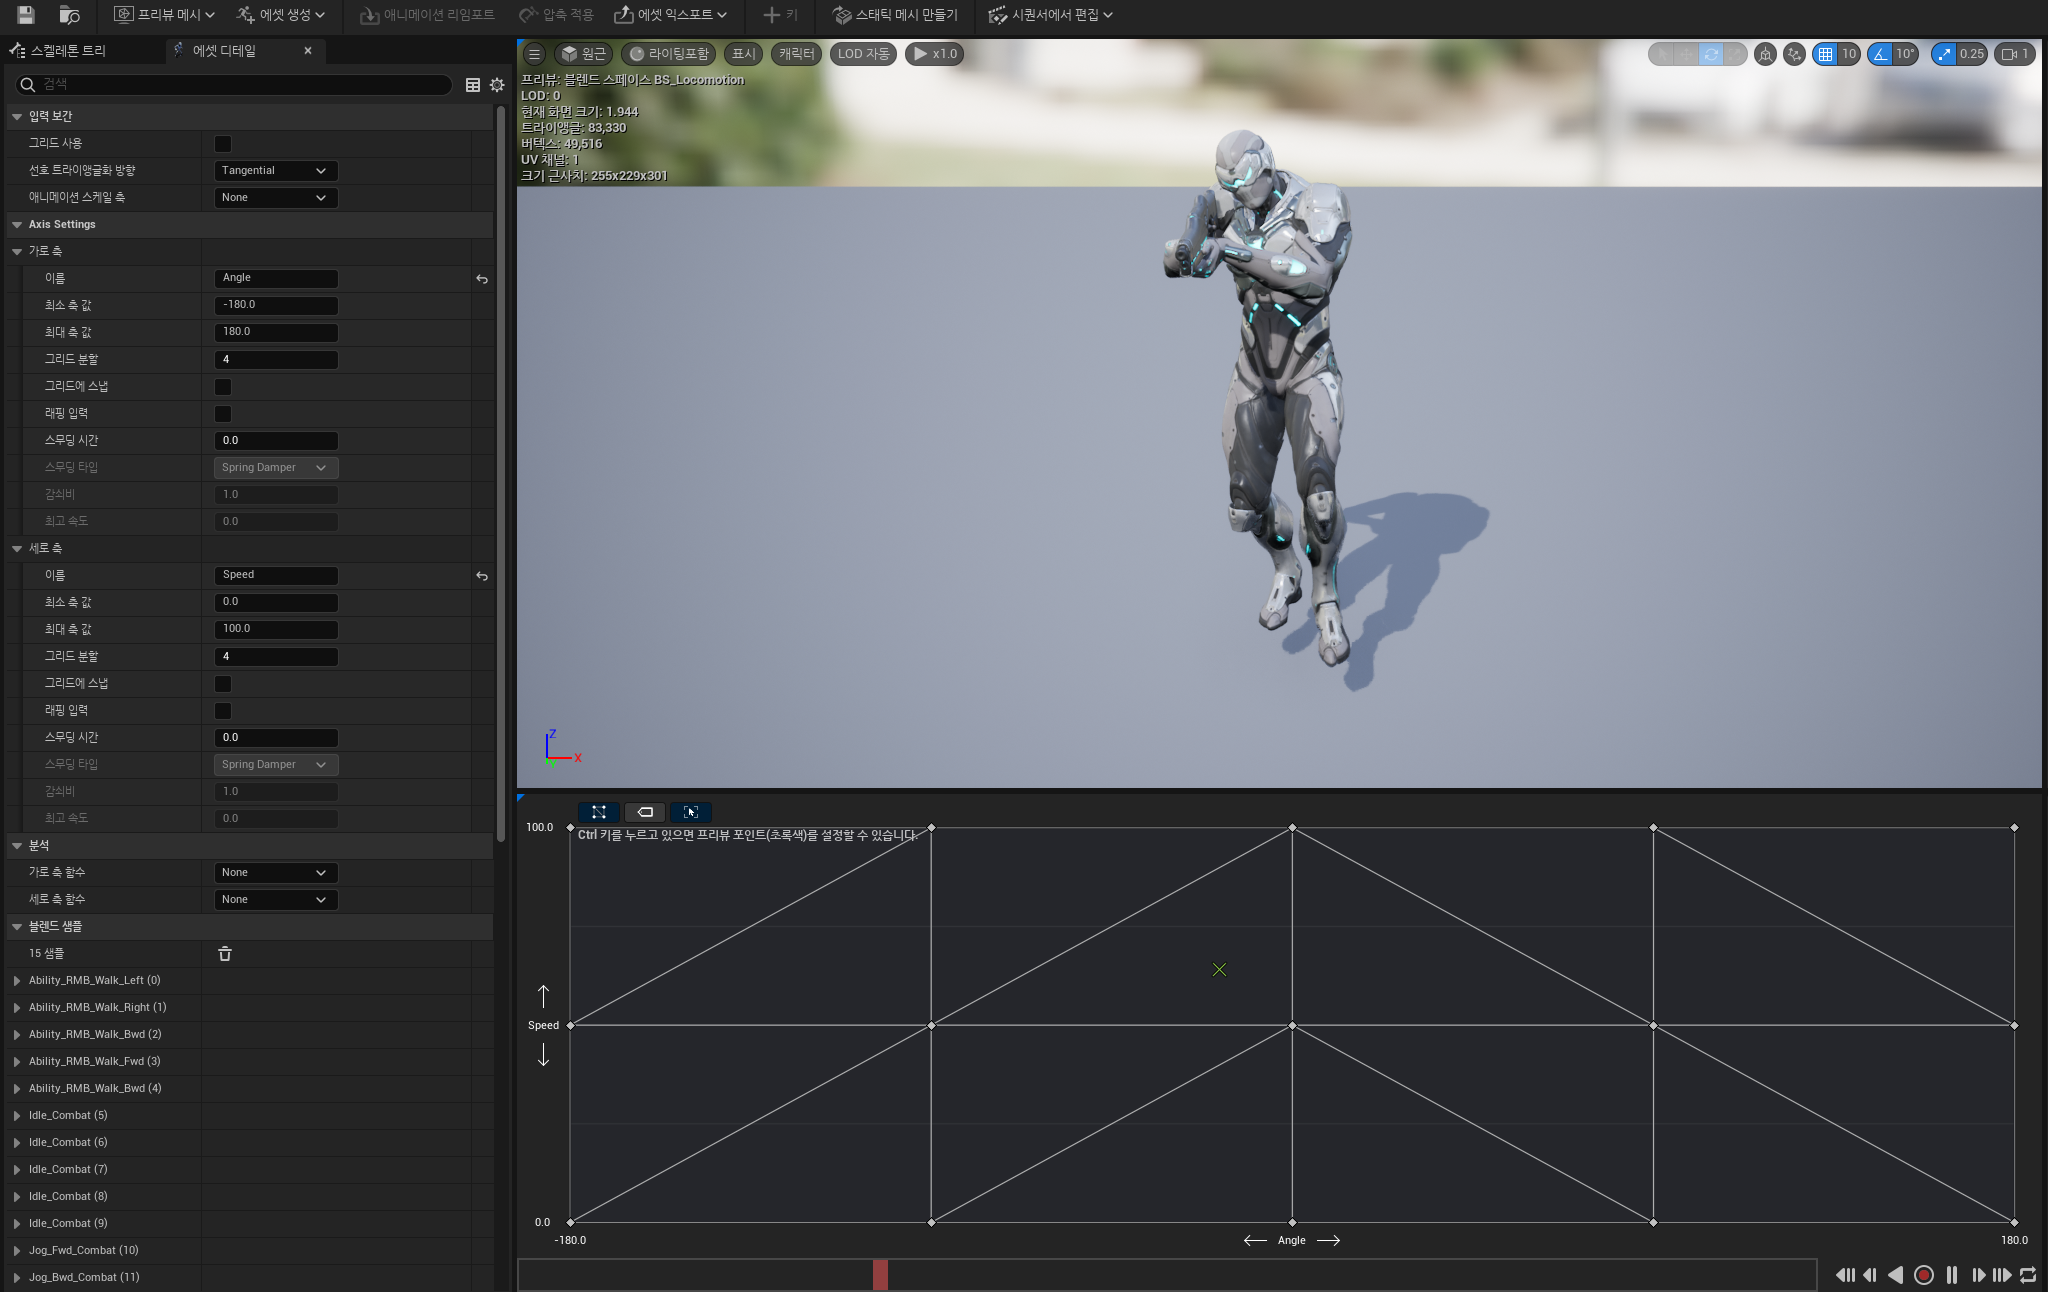 프리뷰 메시
에셋 생성
애니메이션 리임포트
압축 적용
에셋 익스포트
키
스태틱 메시 만들기
시퀀서에서 편집
스켈레톤 트리
에셋 디테일
검색
입력 보간
그리드 사용
선호 트라이앵글화 방향 Tangential
애니메이션 스케일 축 None
Axis Settings
가로 축
이름 Angle
최소 축 값 -180.0
최대 축 값 180.0
그리드 분할 4
그리드에 스냅
래핑 입력
스무딩 시간 0.0
스무딩 타입 Spring Damper
감쇠비 1.0
최고 속도 0.0
세로 축
이름 Speed
최소 축 값 0.0
최대 축 값 100.0
그리드 분할 4
그리드에 스냅
래핑 입력
스무딩 시간 0.0
스무딩 타입 Spring Damper
감쇠비 1.0
최고 속도 0.0
분석
가로 축 함수 None
세로 축 함수 None
블렌드 샘플
15 샘플
Ability_RMB_Walk_Left (0)
Ability_RMB_Walk_Right (1)
Ability_RMB_Walk_Bwd (2)
Ability_RMB_Walk_Fwd (3)
Ability_RMB_Walk_Bwd (4)
Idle_Combat (5)
Idle_Combat (6)
Idle_Combat (7)
Idle_Combat (8)
Idle_Combat (9)
Jog_Fwd_Combat (10)
Jog_Bwd_Combat (11)
원근
라이팅포함
표시
캐릭터
LOD 자동
x1.0
10
10°
0.25
1
프리뷰: 블렌드 스페이스 BS_Locomotion
LOD: 0
현재 화면 크기: 1.944
트라이앵글: 83,330
버텍스: 49,516
UV 채널: 1
크기 근사치: 255x229x301
Z
X
Y
100.0
Ctrl 키를 누르고 있으면 프리뷰 포인트(초록색)를 설정할 수 있습니다.
Speed
0.0
-180.0
Angle
180.0